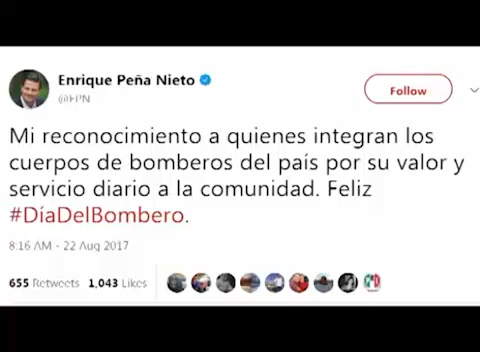 Enrique Peña Nieto
@EPN
Follow
Mi reconocimiento a quienes integran los
cuerpos de bomberos del país por su valor y
servicio diario a la comunidad. Feliz
#DíaDelBombero.
8:16 AM - 22 Aug 2017
655 Retweets 1,043 Likes